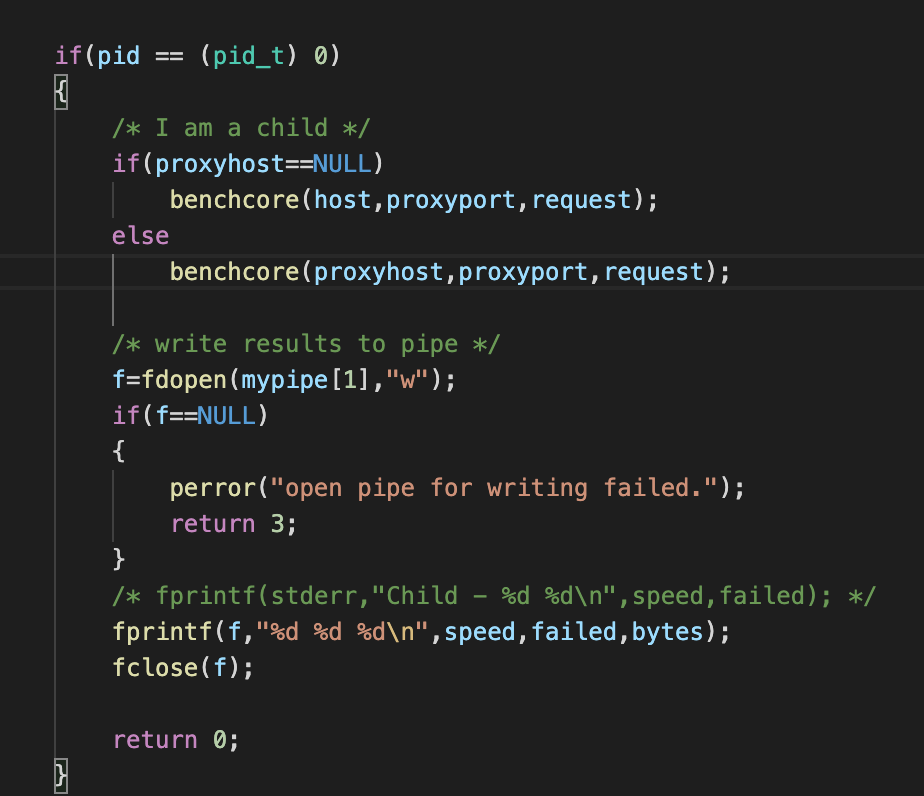 if(pid == (pid_t) 0)
{
/* I am a child */
if(proxyhost==NULL)
benchcore(host,proxyport,request);
else
benchcore(proxyhost,proxyport,request);
/* write results to pipe */
f=fdopen(mypipe[1],"w");
if(f==NULL)
{
perror("open pipe for writing failed.");
return 3;
}
/* fprintf(stderr,"Child - %d %d\n",speed,failed); */
fprintf(f,"%d %d %d\n",speed,failed,bytes);
fclose(f);
return 0;
}